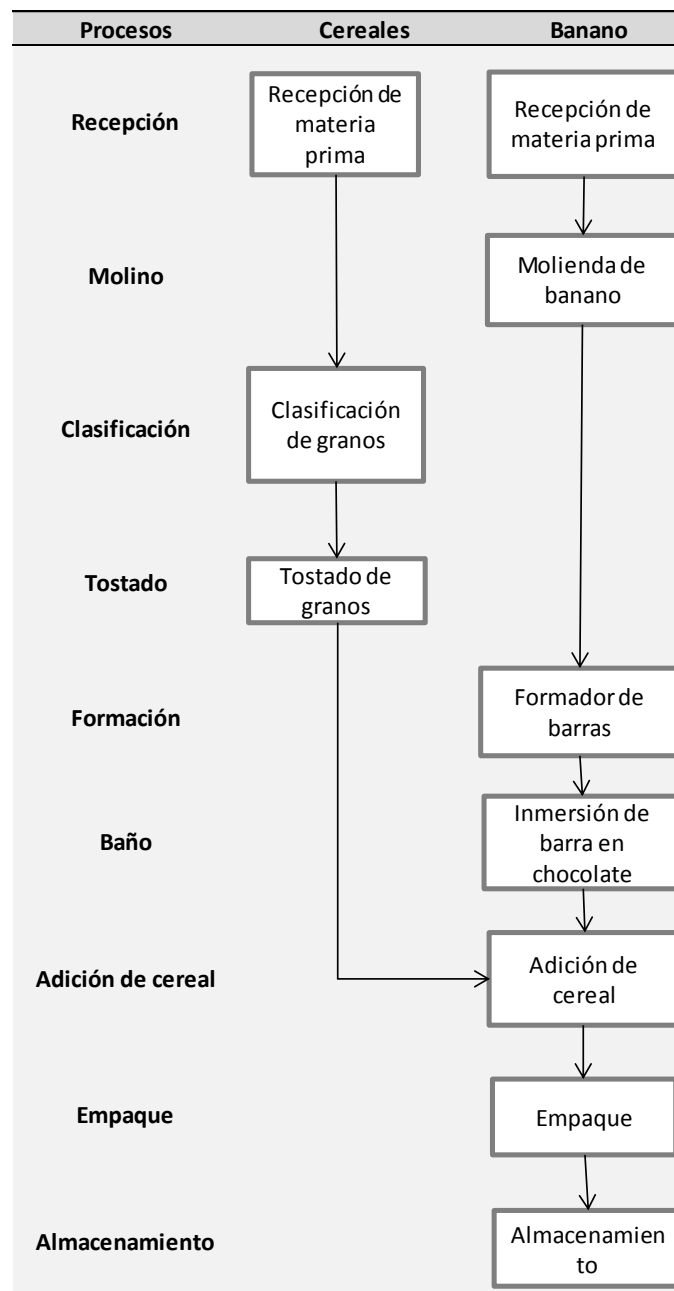 Procesos Cereales Banano
Recepción
Recepción de
materia
prima
Recepción de
materia prima
Molino
Molienda de
banano
Clasificación
Clasificación
de granos
Tostado
Tostado de
granos
Formación
Formador de
barras
Baño
Inmersión de
barra en
chocolate
Adición de cereal
Adición de
cereal
Empaque
Empaque
Almacenamiento
Almacenamien
to